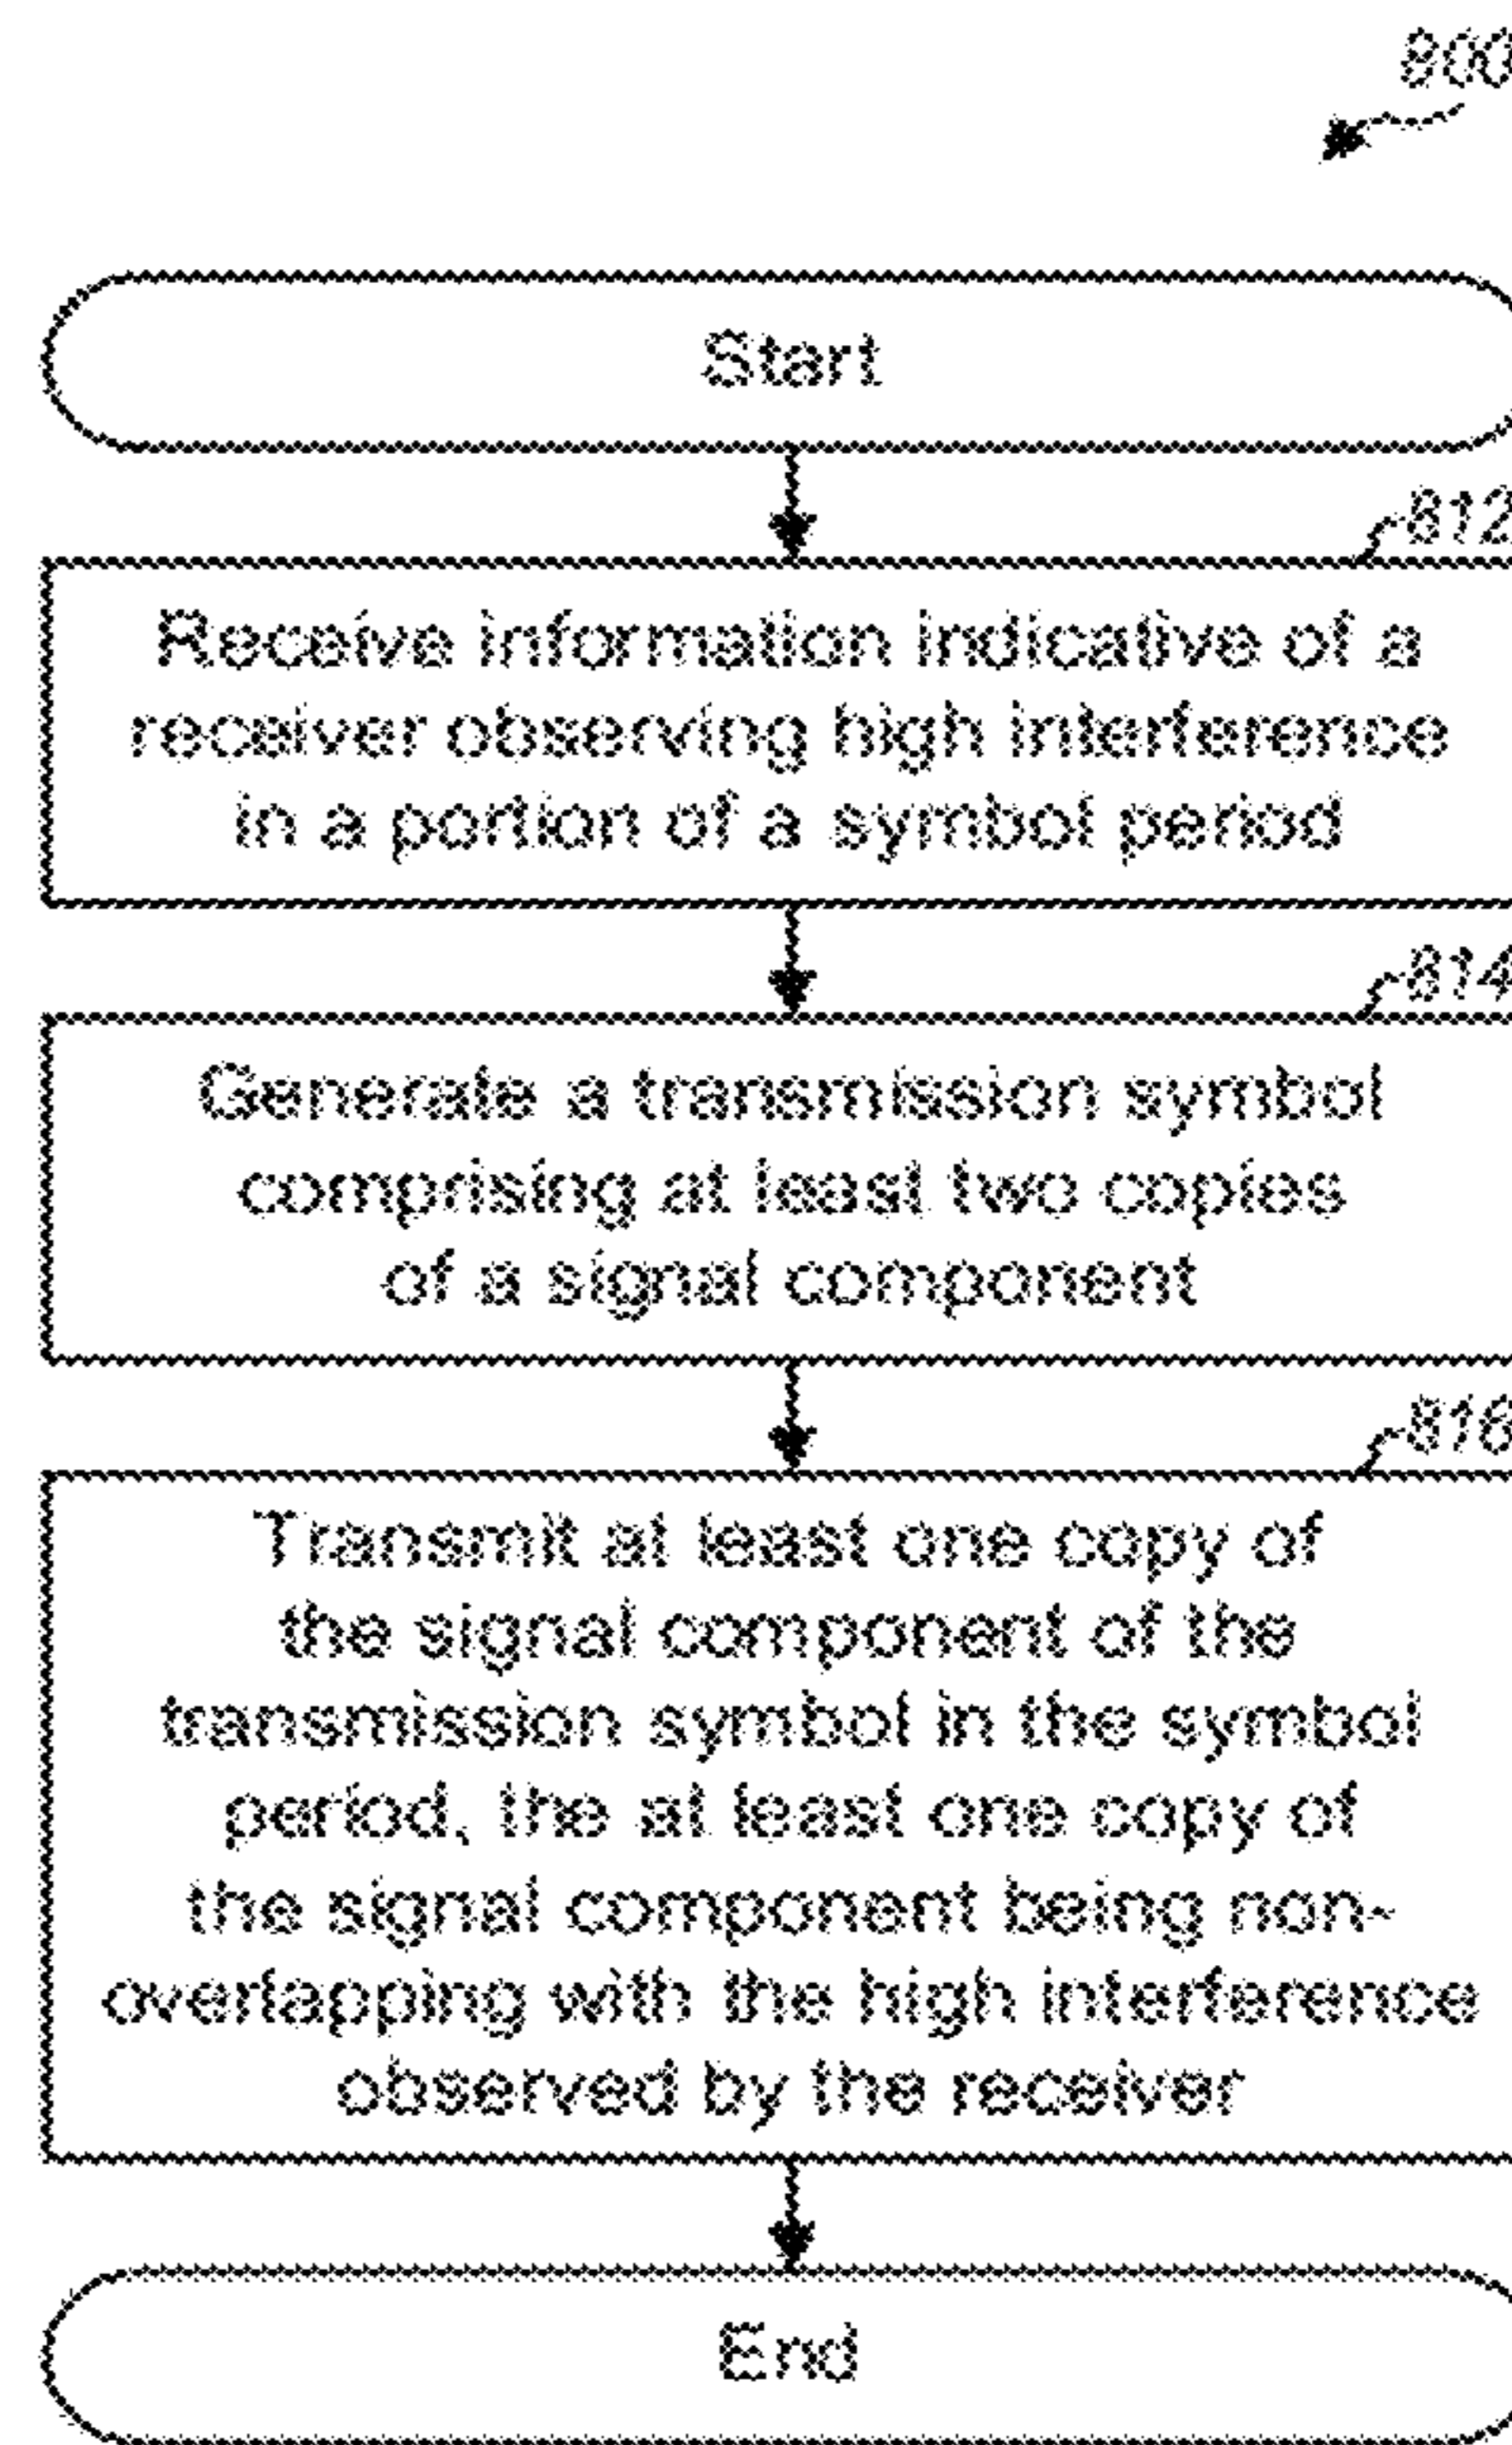 800
Start
812
Receive information indicative of a
receiver observing high interference
in a portion of a symbol period
814
Generate a transmission symbol
comprising at least two copies
of a signal component
816
Transmit at least one copy of
the signal component of the
transmission symbol in the symbol
period, the at least one copy of
the signal component being non-
overlapping with the high interference
observed by the receiver
End